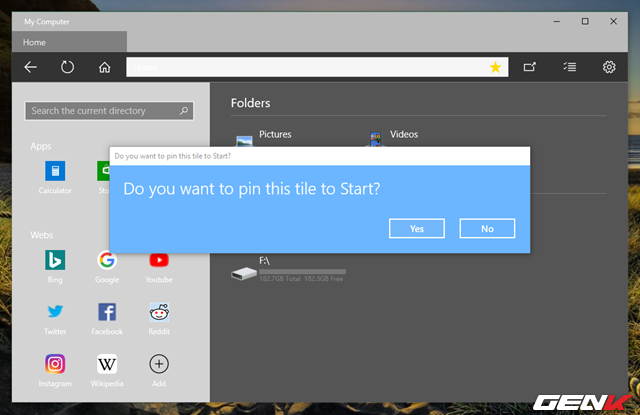 My Computer
Home
Home
Search the current directory
Folders
Pictures
Videos
Apps
Calculator
Do you want to pin this tile to Start?
Do you want to pin this tile to Start?
Yes
No
Webs
Bing
Google
Youtube
F:\
182.7GB Total 182.5GB Free
Twitter
Facebook
Reddit
Instagram
W
Wikipedia
Add
GENK